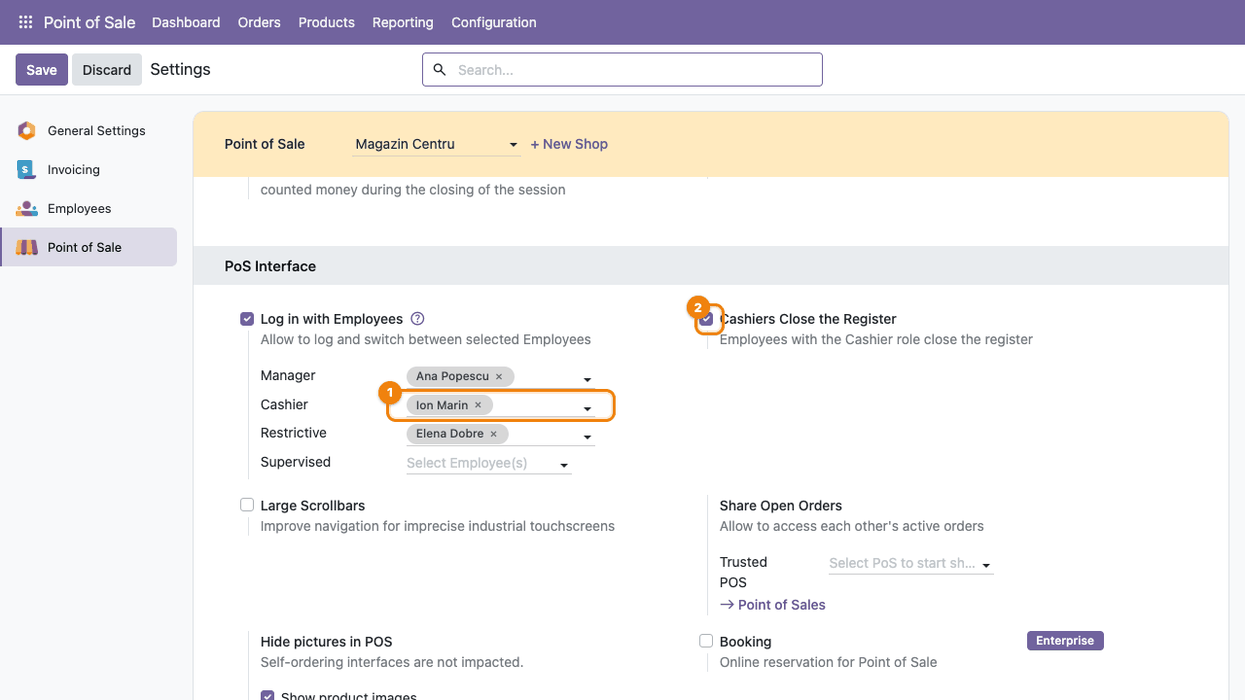 Point of Sale Dashboard Orders Products Reporting Configuration
Save Discard Settings Search...
General Settings
Invoicing
Employees
Point of Sale
Point of Sale Magazin Centru + New Shop
counted money during the closing of the session
PoS Interface
Log in with Employees ?
Allow to log and switch between selected Employees
Manager Ana Popescu ×
1
Cashier Ion Marin ×
Restrictive Elena Dobre ×
Supervised Select Employee(s)
2
Cashiers Close the Register
Employees with the Cashier role close the register
Large Scrollbars
Improve navigation for imprecise industrial touchscreens
Share Open Orders
Allow to access each other's active orders
Trusted POS Select PoS to start sh...
→ Point of Sales
Hide pictures in POS
Self-ordering interfaces are not impacted.
Show product images
Booking Enterprise
Online reservation for Point of Sale